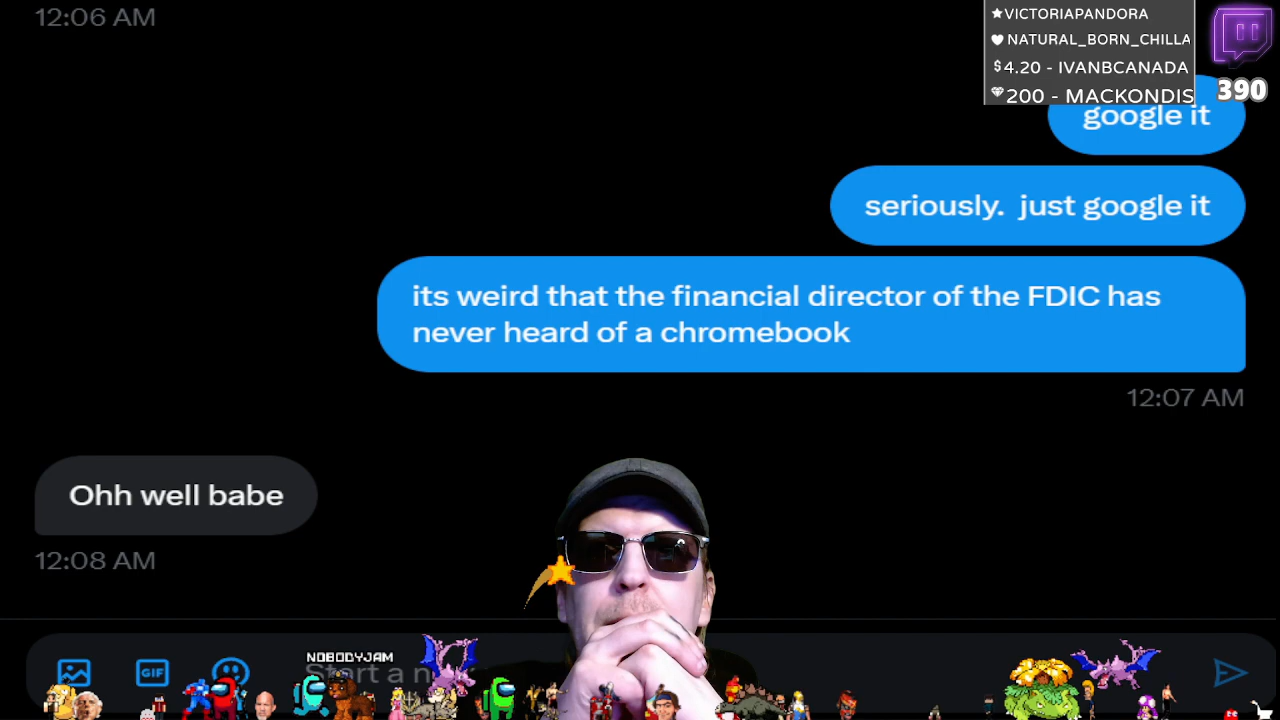 12:06 AM
★VICTORIAPANDORA
♥ NATURAL_BORN_CHILLA
$4.20 - IVANBCANADA
200 - MACKONDIS
390
google it
seriously.  just google it
its weird that the financial director of the FDIC has
never heard of a chromebook
12:07 AM
Ohh well babe
12:08 AM
NOBODYJAM
GIF
Start a n